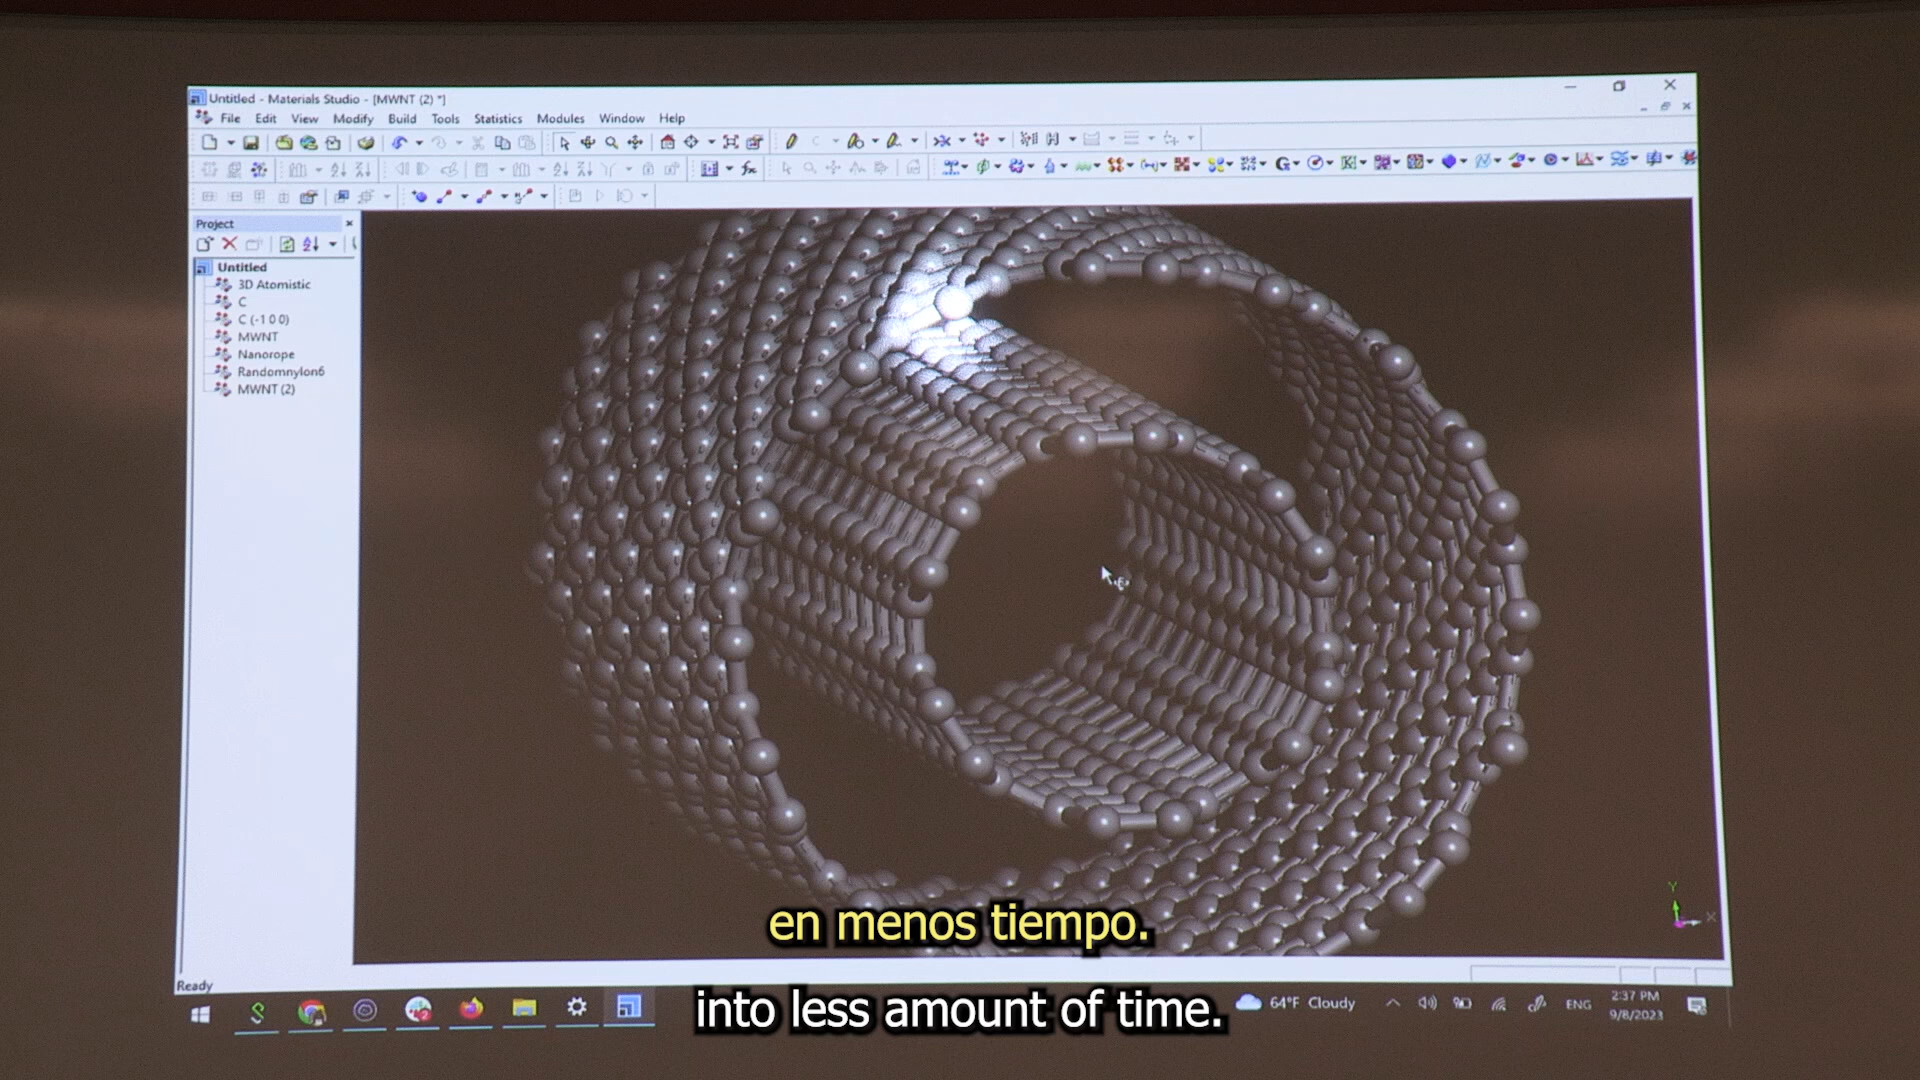 Untitled - Materials Studio - [MWNT (2) *]
File Edit View Modify Build Tools Statistics Modules Window Help
Project
Untitled
3D Atomistic
C
C (-1 0 0)
MWNT
Nanorope
Randomnylon6
MWNT (2)
Y
X
en menos tiempo.
Ready
into less amount of time.
64°F Cloudy
ENG
2:37 PM
9/8/2023